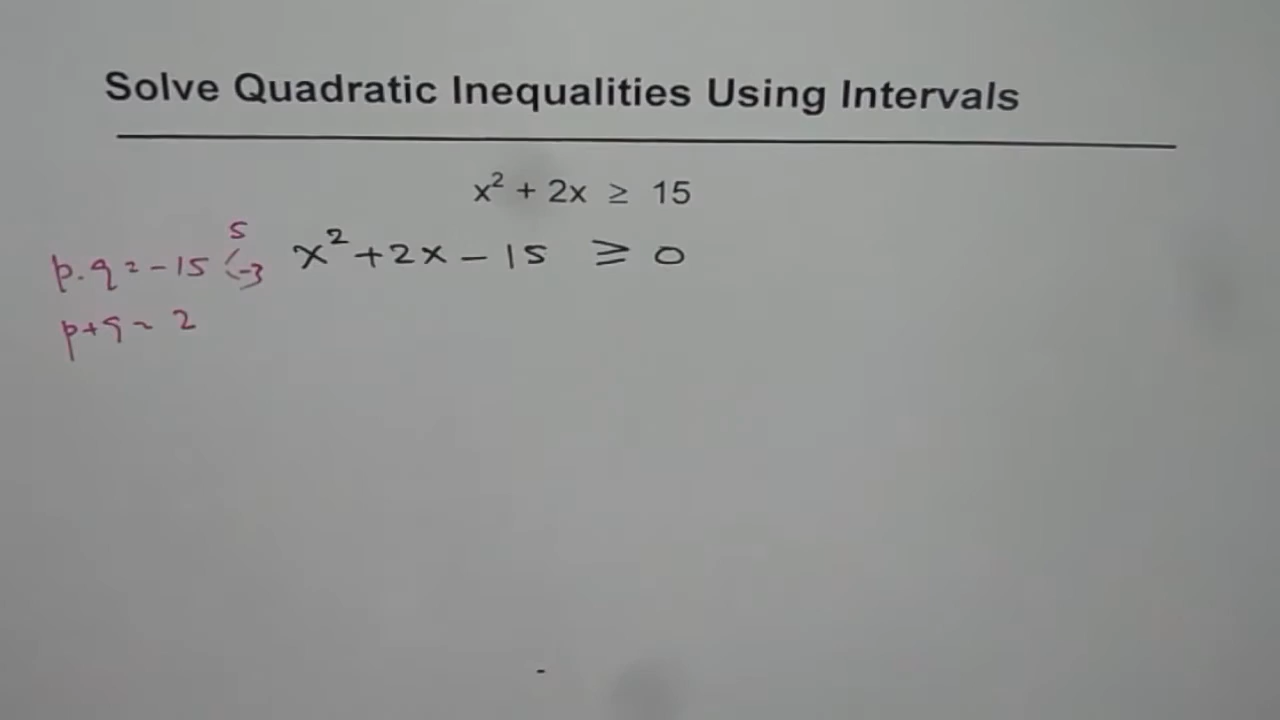 Solve Quadratic Inequalities Using Intervals
x² + 2x ≥ 15
x² + 2x - 15 ≥ 0
p.q = -15 < 5 -3
p + q = 2